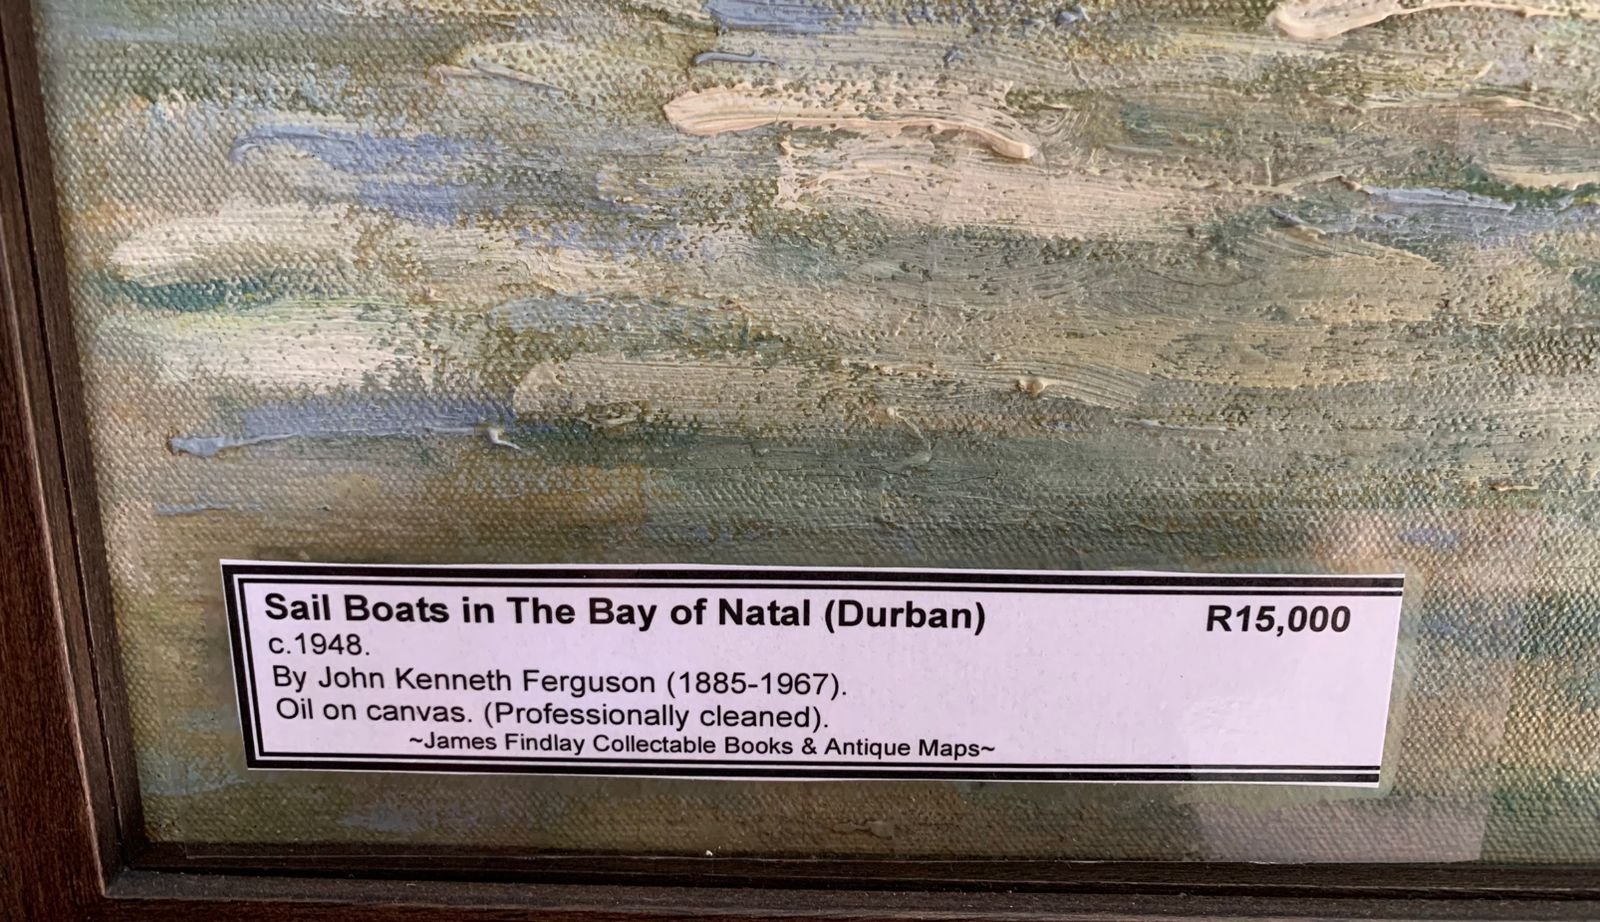 Sail Boats in The Bay of Natal (Durban) R15,000
c.1948.
By John Kenneth Ferguson (1885-1967).
Oil on canvas. (Professionally cleaned).
~James Findlay Collectable Books & Antique Maps~